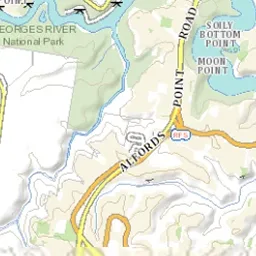 GEORGES RIVER
National Park
SOILY
BOTTOM
POINT
MOON
POINT
ALFORDS POINT ROAD
RFS